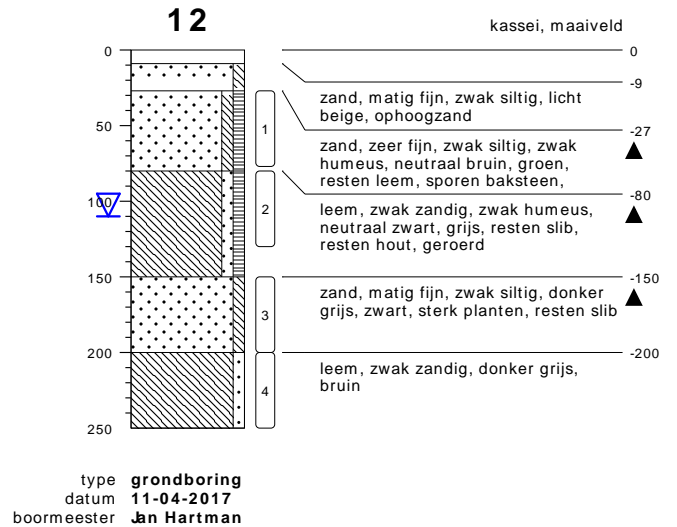 12
kassei, maaiveld
0
0
-9
zand, matig fijn, zwak siltig, licht
beige, ophoogzand
50
1
-27
zand, zeer fijn, zwak siltig, zwak
humeus, neutraal bruin, groen,
resten leem, sporen baksteen,
100
2
-80
leem, zwak zandig, zwak humeus,
neutraal zwart, grijs, resten slib,
resten hout, geroerd
150
-150
3
zand, matig fijn, zwak siltig, donker
grijs, zwart, sterk planten, resten slib
200
-200
4
leem, zwak zandig, donker grijs,
bruin
250
type grondboring
datum 11-04-2017
boormeester Jan Hartman